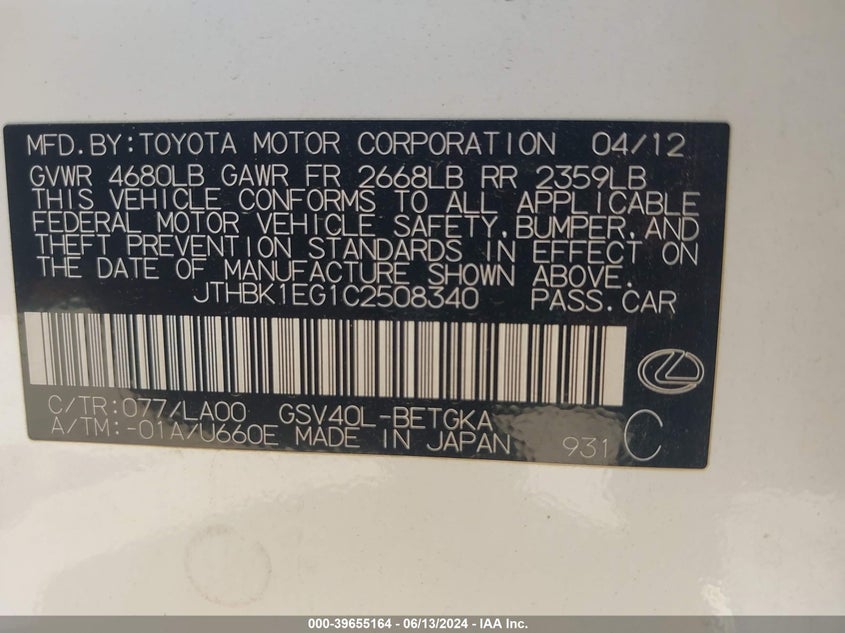 MFD.BY:TOYOTA MOTOR CORPORATION 04/12
GVWR 4680LB GAWR FR 2668LB RR 2359LB
THIS VEHICLE CONFORMS TO ALL APPLICABLE
FEDERAL MOTOR VEHICLE SAFETY,BUMPER,AND
THEFT PREVENTION STANDARDS IN EFFECT ON
THE DATE OF MANUFACTURE SHOWN ABOVE.
JTHBK1EG1C2508340 PASS.CAR
C/TR:077/LA00 GSV40L-BETGKA
A/TM:-01A/U660E MADE IN JAPAN 931 C
000-39655164 - 06/13/2024 - IAA Inc.